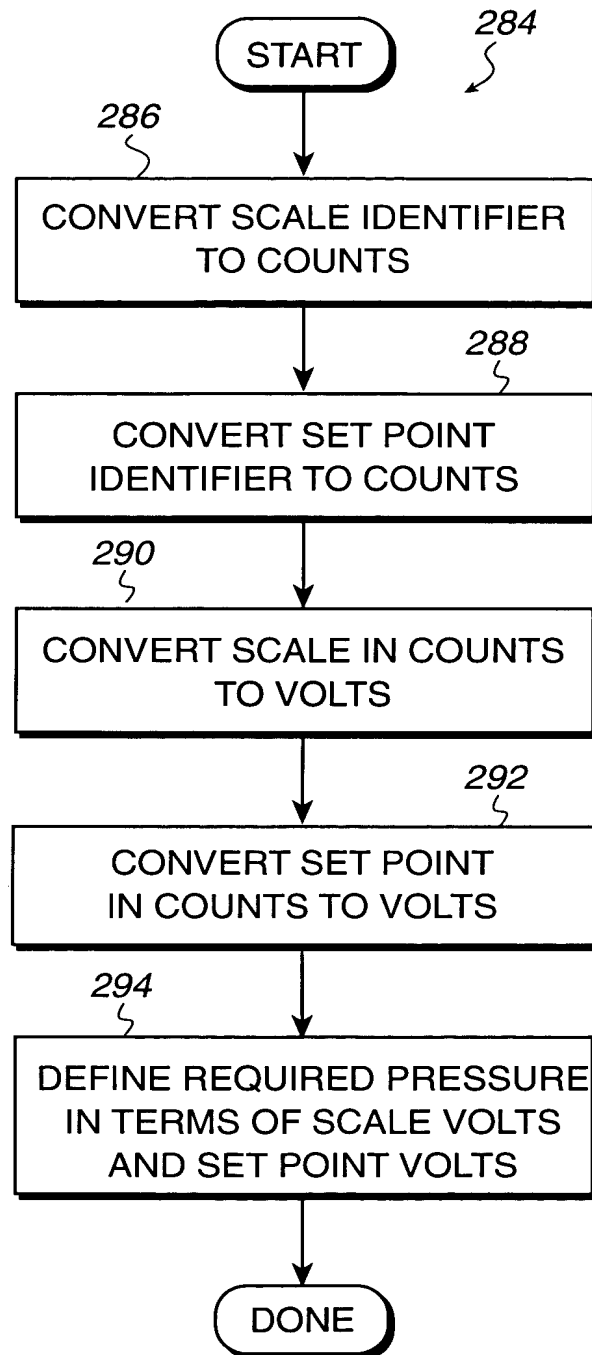 START
284
286
CONVERT SCALE IDENTIFIER
TO COUNTS
288
CONVERT SET POINT
IDENTIFIER TO COUNTS
290
CONVERT SCALE IN COUNTS
TO VOLTS
292
CONVERT SET POINT
IN COUNTS TO VOLTS
294
DEFINE REQUIRED PRESSURE
IN TERMS OF SCALE VOLTS
AND SET POINT VOLTS
DONE